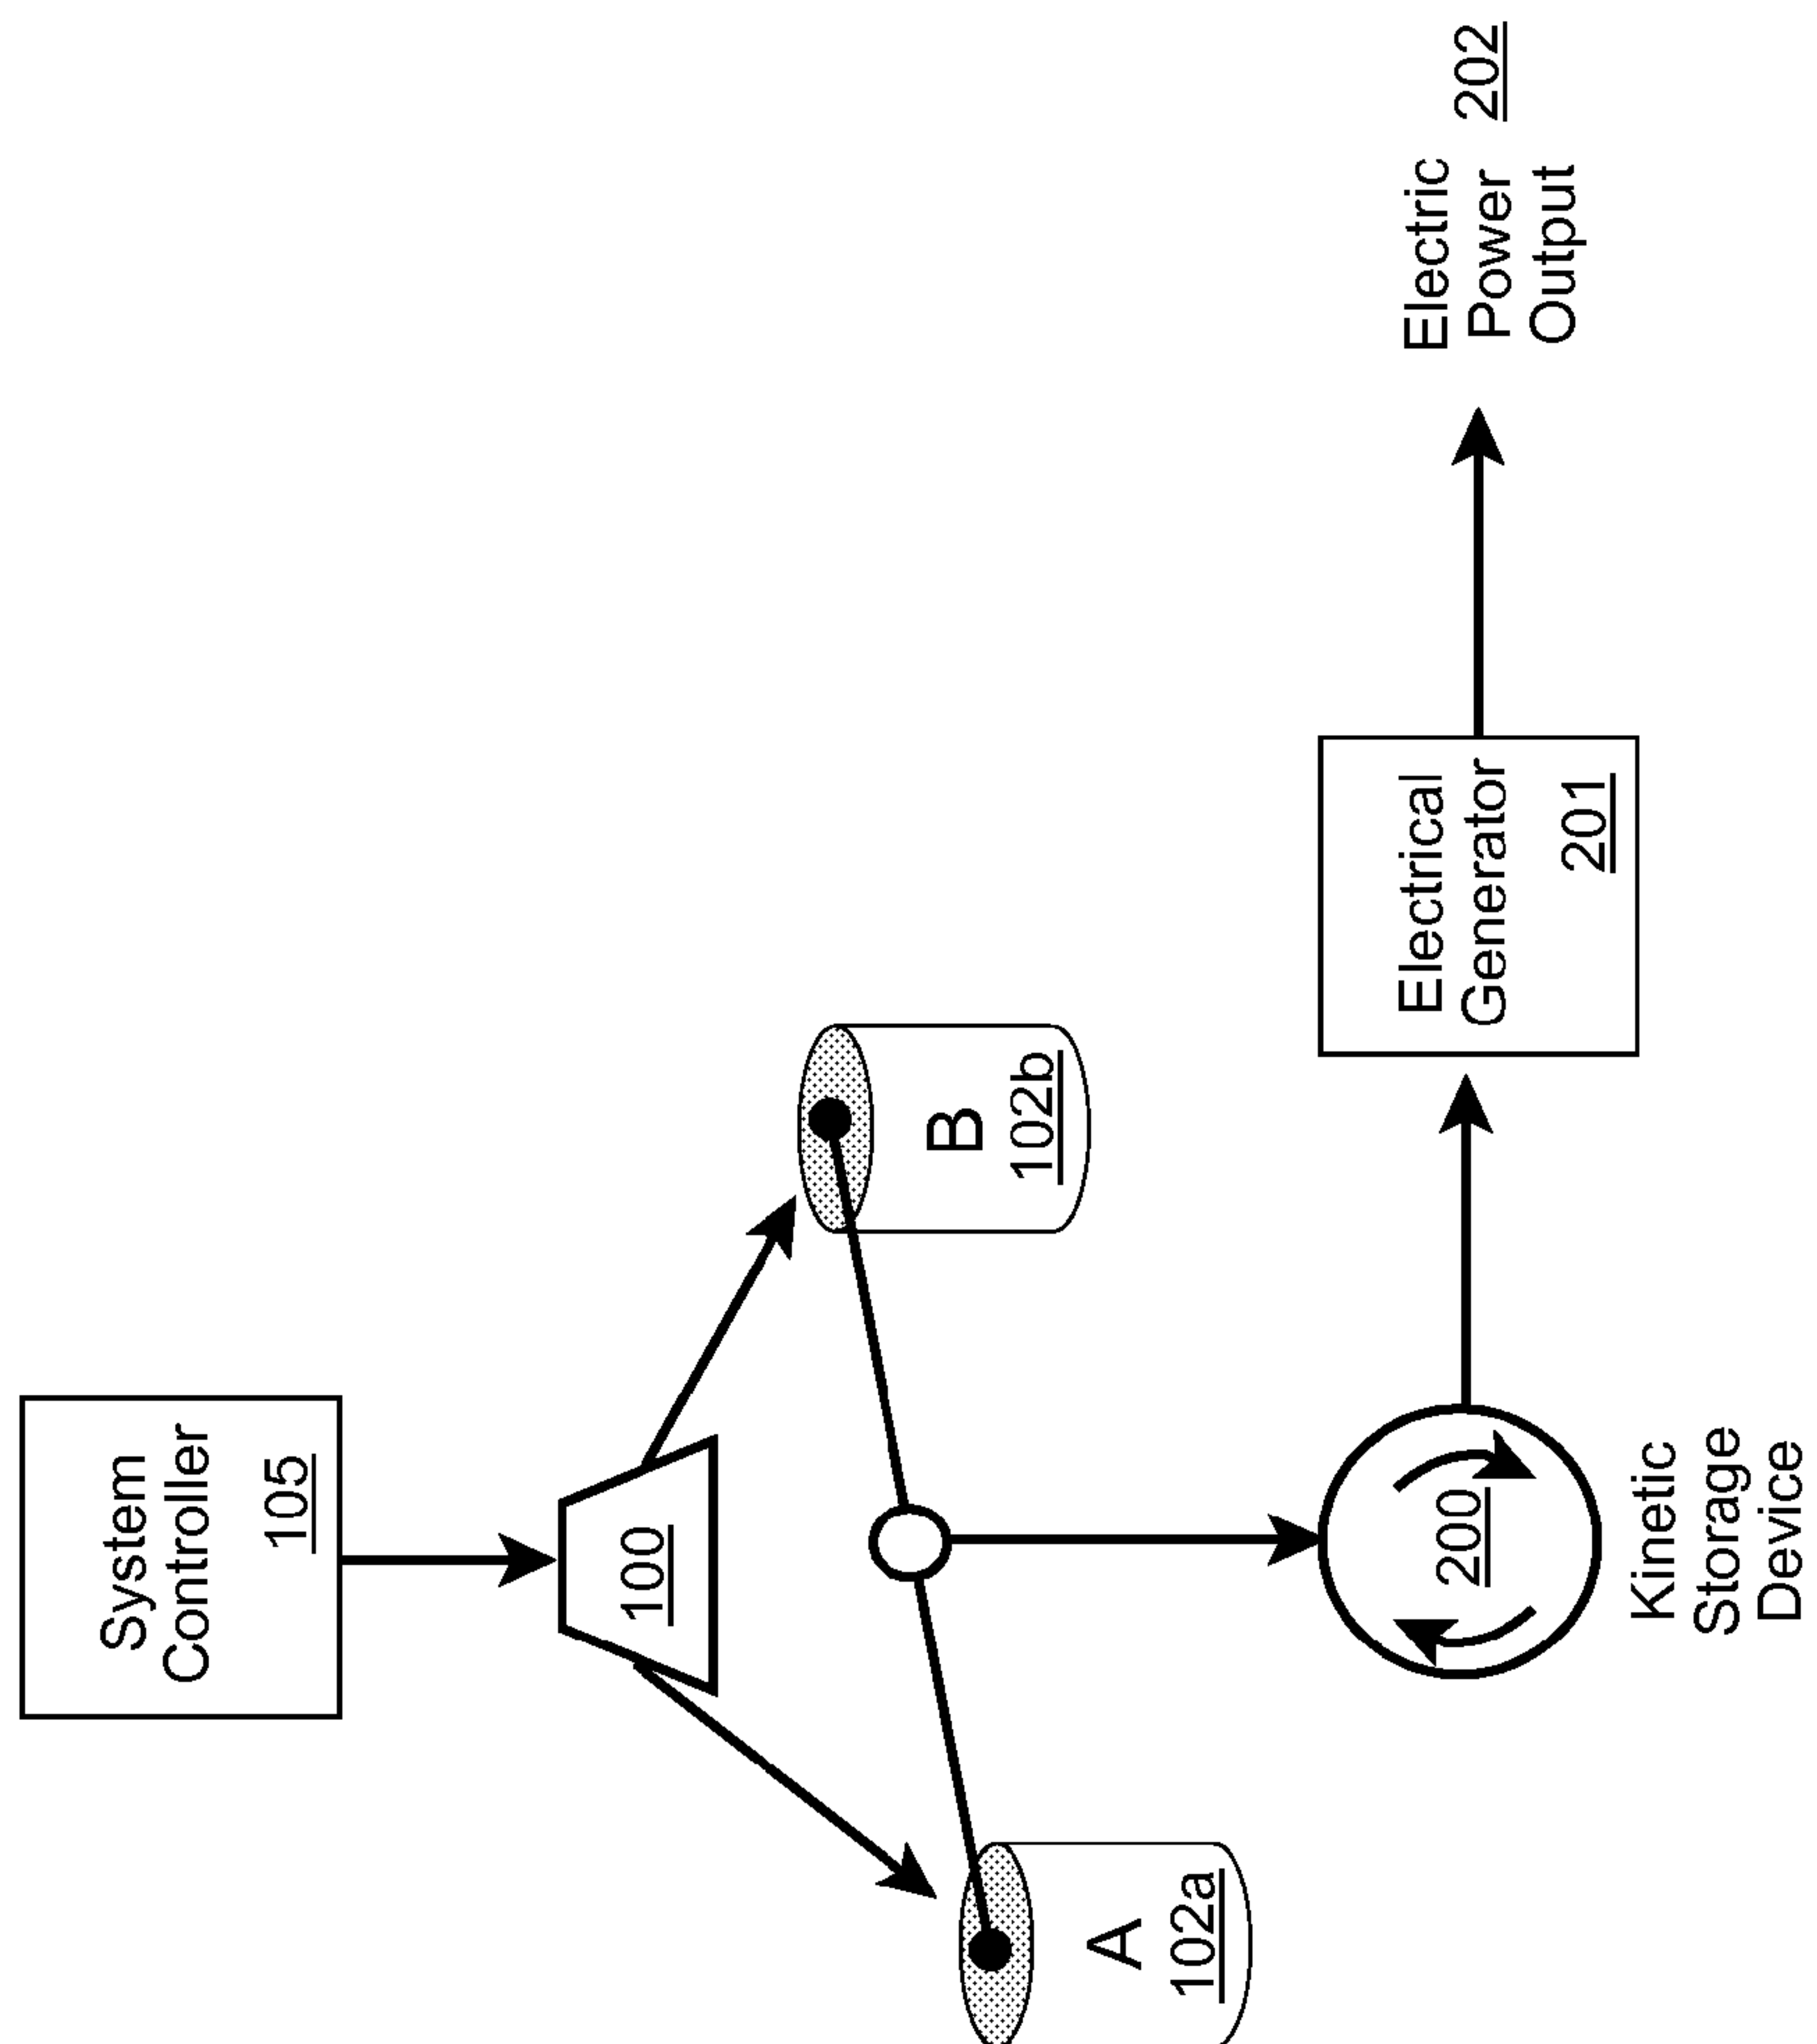 System
Controller
105
100
B
102b
A
102a
200
Kinetic
Storage
Device
Electrical
Generator
201
Electric
Power 202
Output